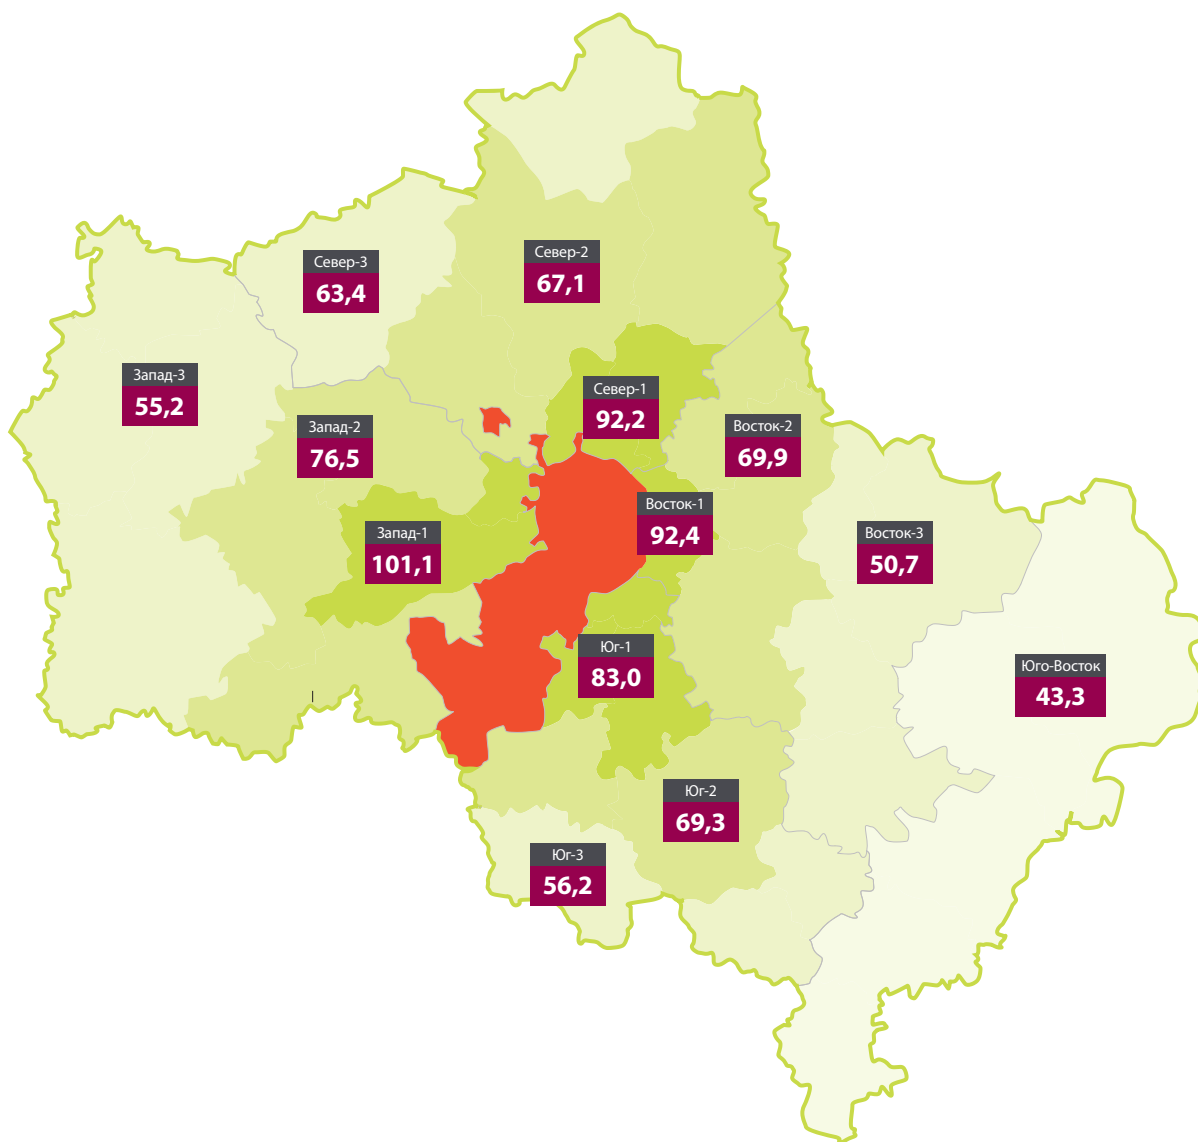 Север-2
67,1
Север-3
63,4
Запад-3
55,2
Север-1
92,2
Запад-2
76,5
Восток-2
69,9
Восток-1
92,4
Запад-1
101,1
Восток-3
50,7
Юг-1
83,0
Юго-Восток
43,3
Юг-2
69,3
Юг-3
56,2